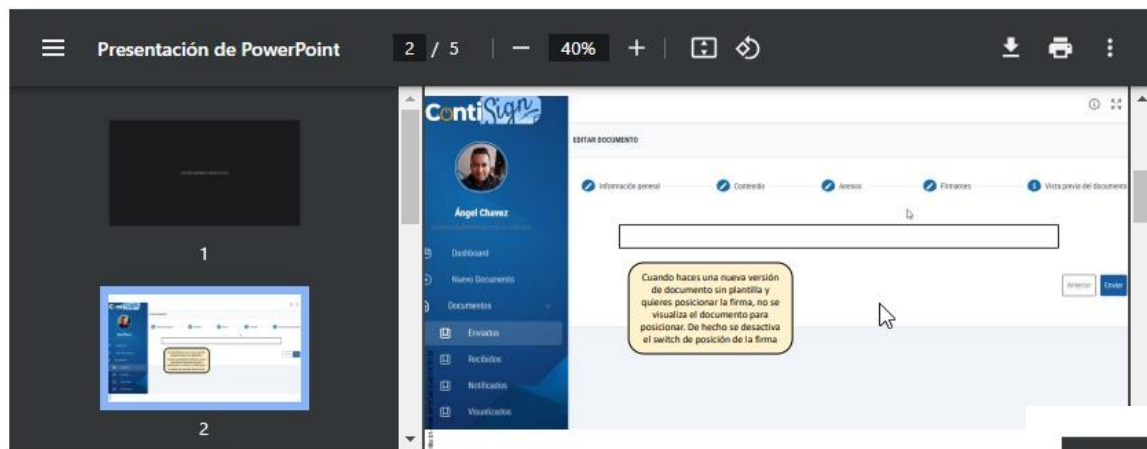 Presentación de PowerPoint
2 / 5
40%
1
2
ContiSign
Ángel Chavez
Dashboard
Nuevo Documento
Documentos
Enviados
Recibidos
Notificados
Visualizados
EDITAR DOCUMENTO
Información general
Contenido
Anexos
Firmantes
5 Vista previa del documento
Cuando haces una nueva versión
de documento sin plantilla y
quieres posicionar la firma, no se
visualiza el documento para
posicionar. De hecho se desactiva
el switch de posición de la firma
Anterior
Enviar